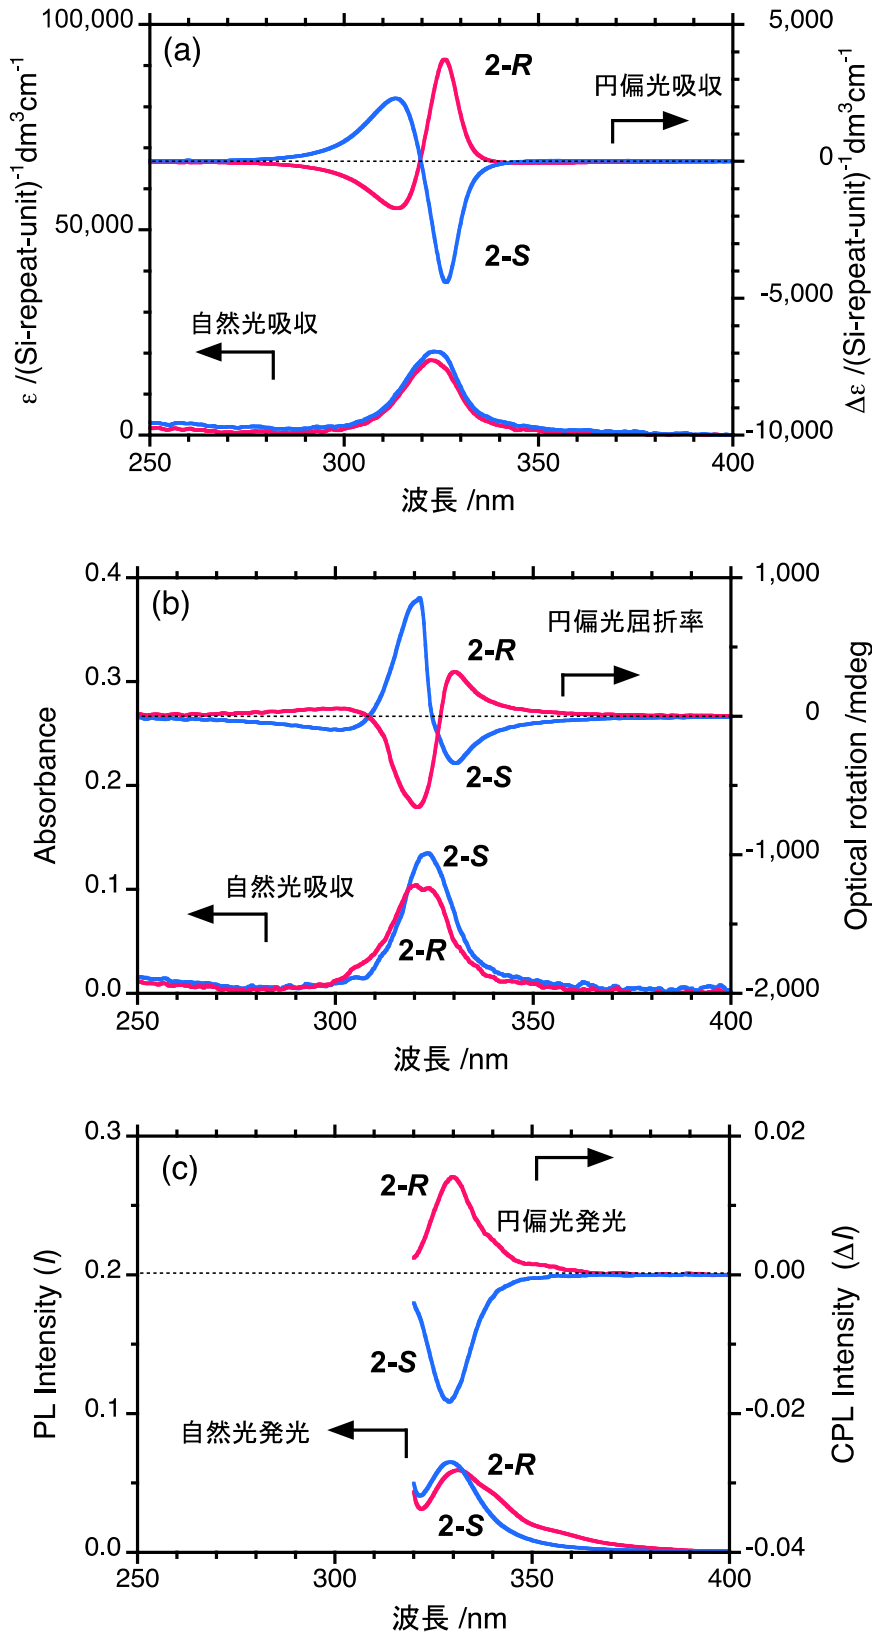 (a)
100,000
50,000
0
ε /(Si-repeat-unit)⁻¹dm³cm⁻¹
5,000
0
-5,000
-10,000
Δε /(Si-repeat-unit)⁻¹dm³cm⁻¹
2-R
円偏光吸収
2-S
自然光吸収
250 300 350 400
波長 /nm
(b)
0.4
0.3
0.2
0.1
0.0
Absorbance
1,000
0
-1,000
-2,000
Optical rotation /mdeg
円偏光屈折率
2-R
2-S
2-S
自然光吸収
2-R
250 300 350 400
波長 /nm
(c)
0.3
0.2
0.1
0.0
PL Intensity (I)
0.02
0.00
-0.02
-0.04
CPL Intensity (ΔI)
2-R
円偏光発光
2-S
自然光発光
2-R
2-S
250 300 350 400
波長 /nm